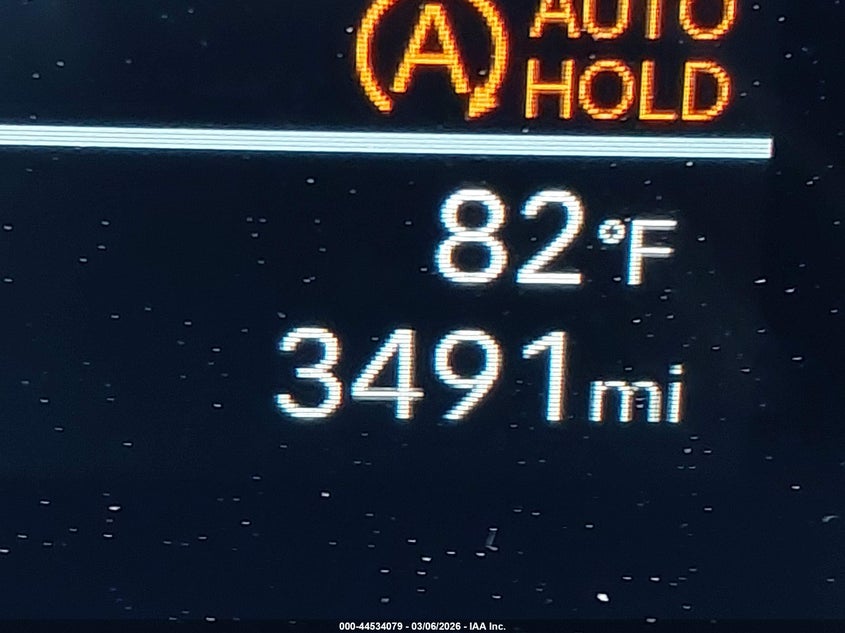 A AUTO
HOLD
82°F
3491mi
000-44534079 - 03/06/2026 - IAA Inc.